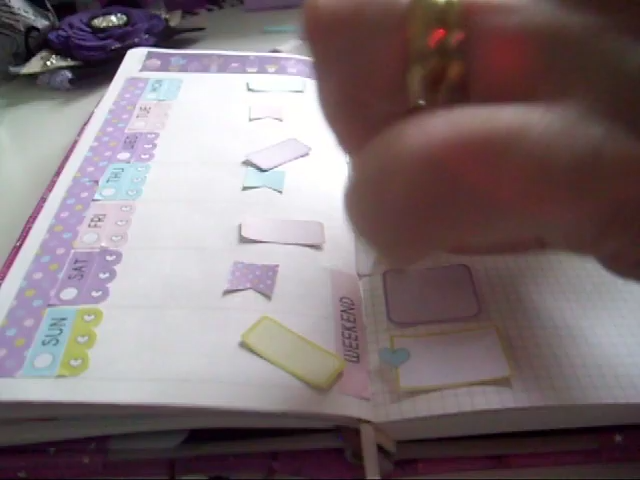 MON
TUE
WED
THU
FRI
SAT
SUN
WEEKEND